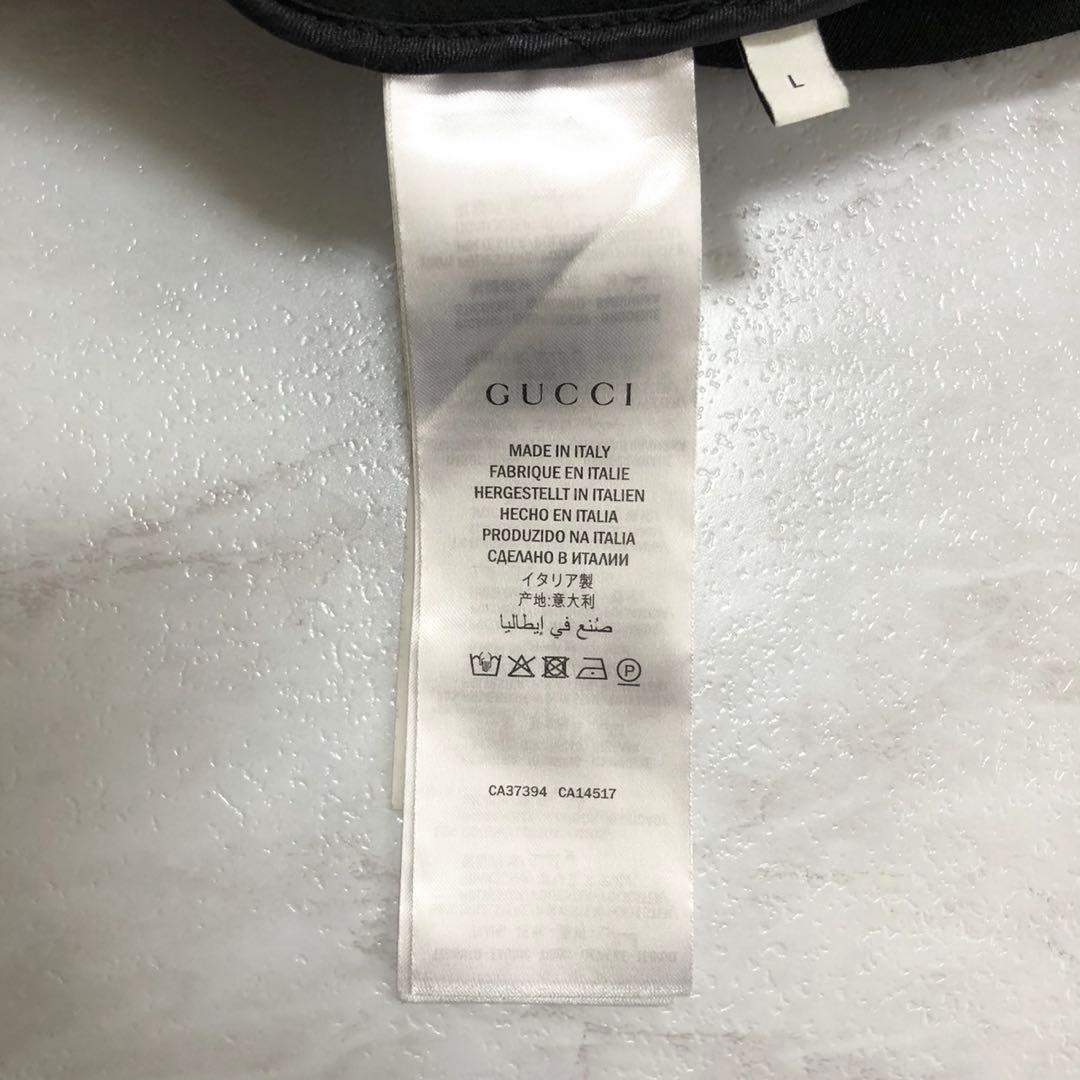 L
GUCCI
MADE IN ITALY
FABRIQUE EN ITALIE
HERGESTELLT IN ITALIEN
HECHO EN ITALIA
PRODUZIDO NA ITALIA
СДЕЛАНО В ИТАЛИИ
イタリア製
产地:意大利
صُنع في إيطاليا
P
CA37394 CA14517